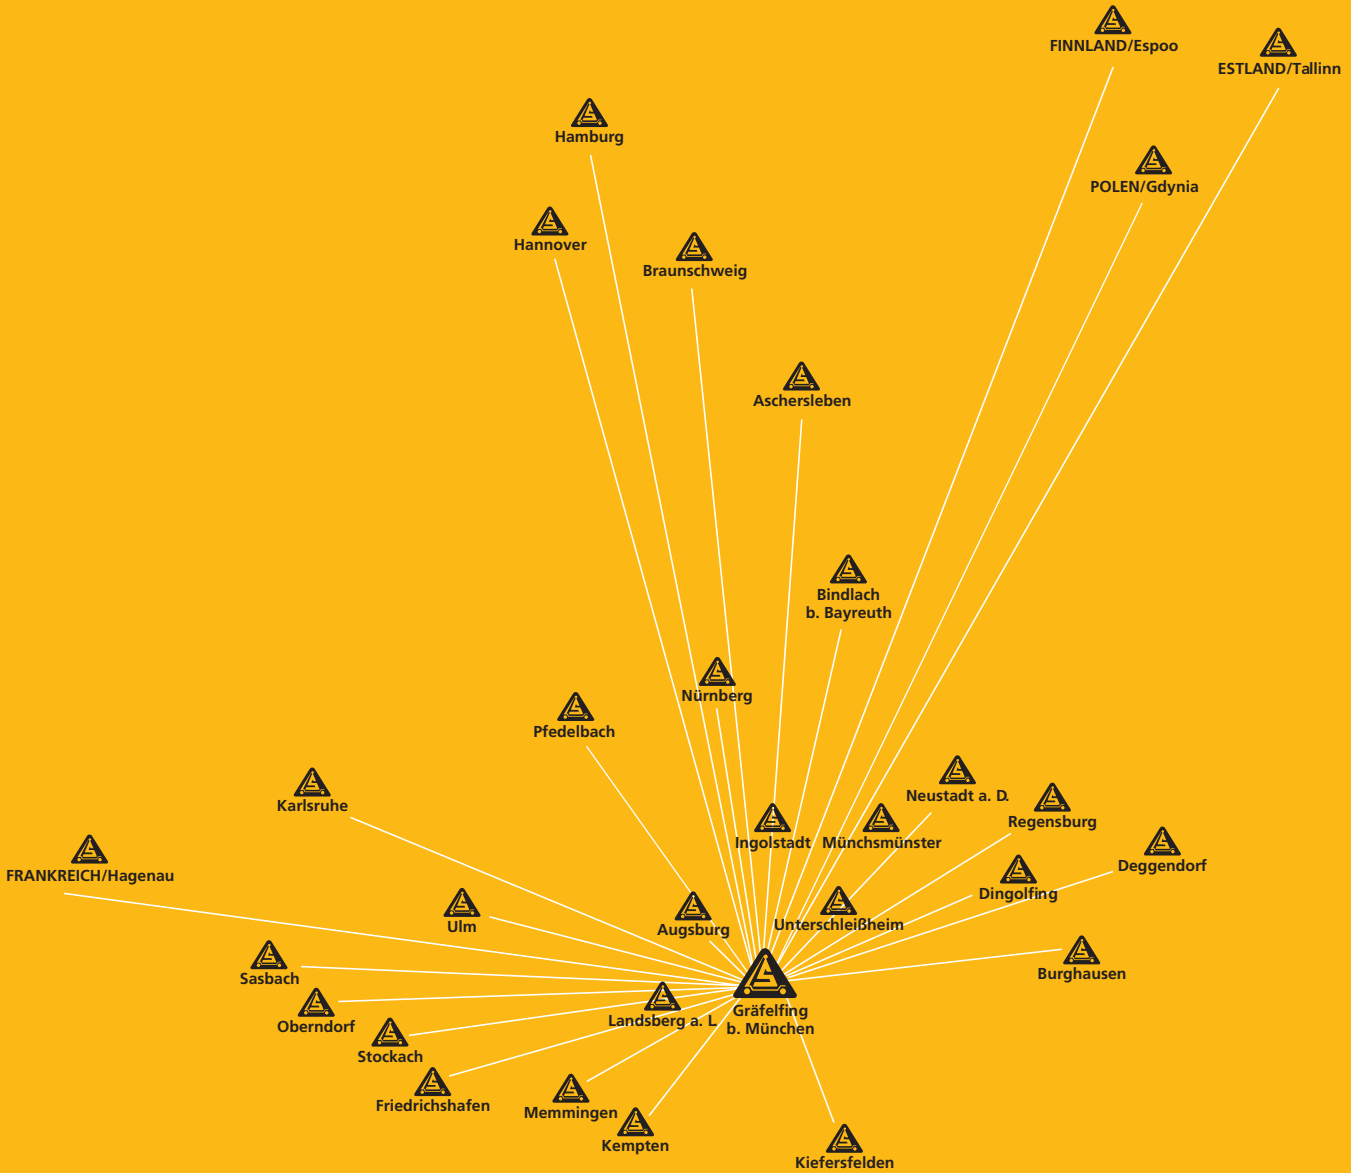 FINNLAND/Espoo
ESTLAND/Tallinn
Hamburg
POLEN/Gdynia
Hannover
Braunschweig
Aschersleben
Bindlach
b. Bayreuth
Nürnberg
Pfedelbach
Neustadt a. D.
Karlsruhe
Regensburg
Ingolstadt
Münchsmünster
Deggendorf
FRANKREICH/Hagenau
Dingolfing
Ulm
Augsburg
Unterschleißheim
Sasbach
Burghausen
Gräfelfing
b. München
Landsberg a. L
Oberndorf
Stockach
Friedrichshafen
Memmingen
Kempten
Kiefersfelden